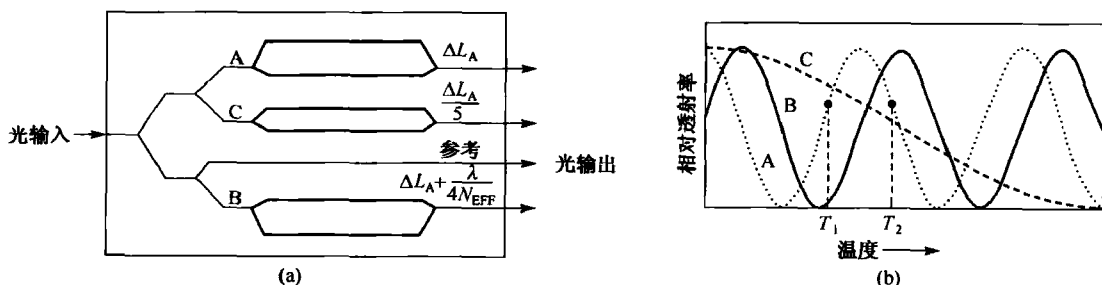 光输入
A
C
B
ΔL_A
ΔL_A/5
参考
ΔL_A + λ/4N_EFF
光输出
(a)
相对透射率
A
B
C
T_1
T_2
温度
(b)